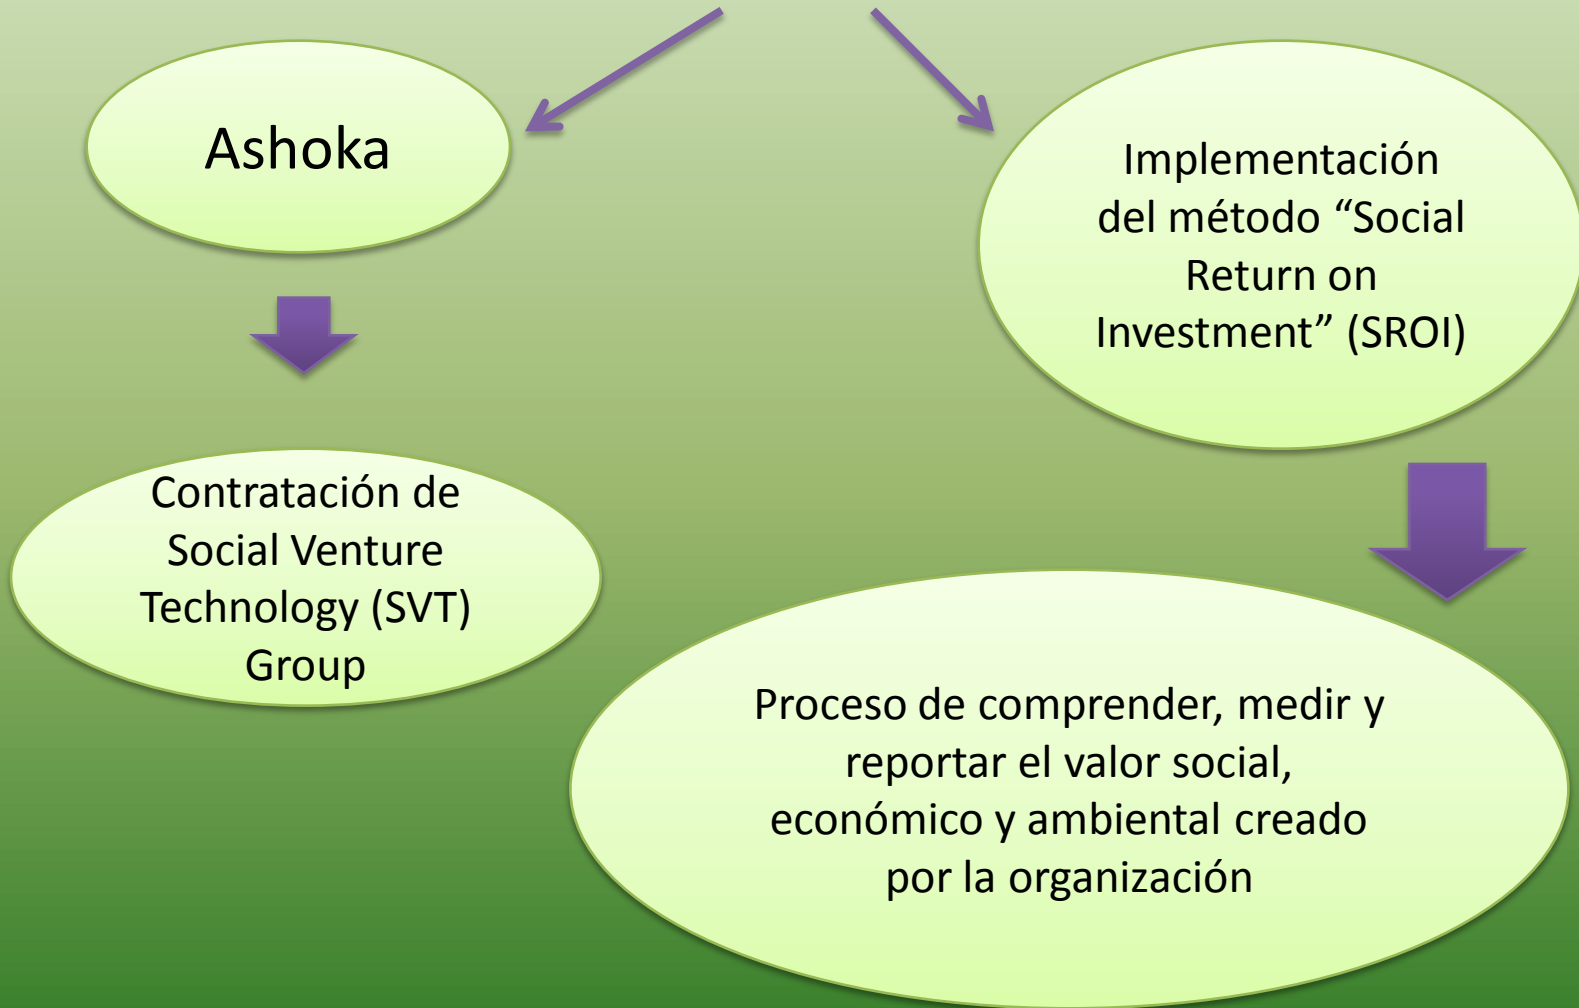 Ashoka
Implementación
del método “Social
Return on
Investment” (SROI)
Contratación de
Social Venture
Technology (SVT)
Group
Proceso de comprender, medir y
reportar el valor social,
económico y ambiental creado
por la organización